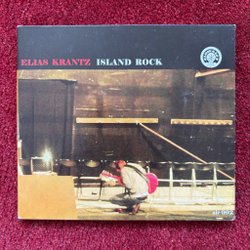 ELIAS KRANTZ ISLAND ROCK